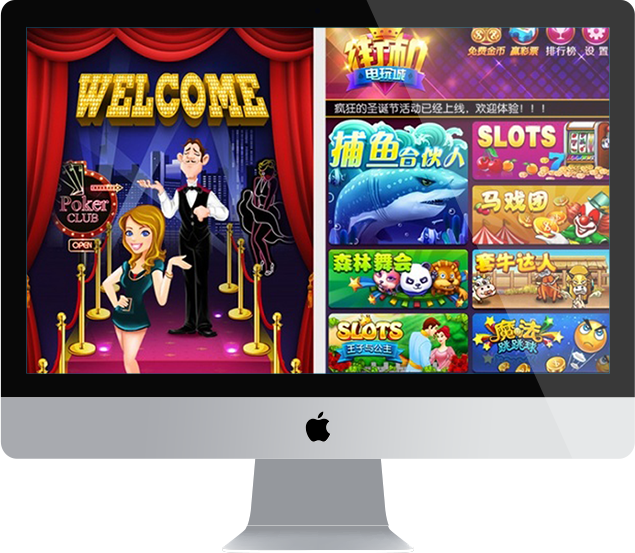 WELCOME
Poker
CLUB
OPEN
街机
电玩城
免费金币 赢彩票 排行榜 设置
疯狂的圣诞节活动已经上线，欢迎体验！！！
捕鱼合伙人
SLOTS
马戏团
森林舞会
套牛达人
SLOTS
王子与公主
魔法
跳跳球